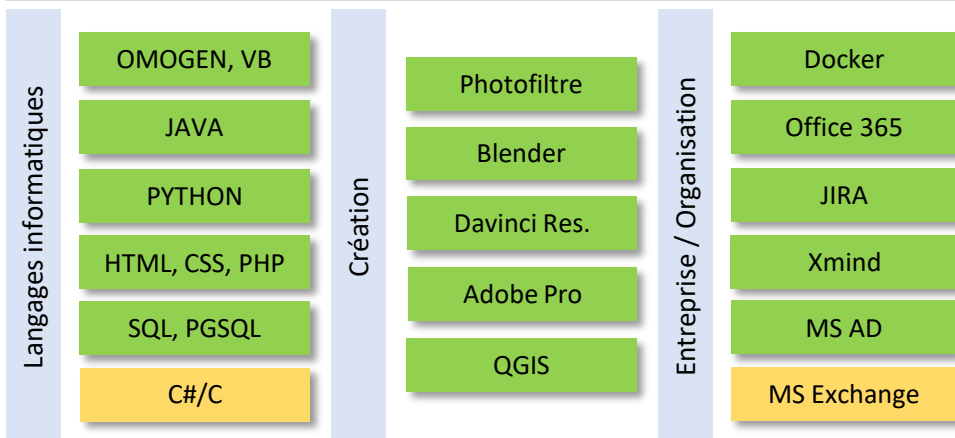 Langages informatiques
OMOGEN, VB
JAVA
PYTHON
HTML, CSS, PHP
SQL, PGSQL
C#/C
Création
Photofiltre
Blender
Davinci Res.
Adobe Pro
QGIS
Entreprise / Organisation
Docker
Office 365
JIRA
Xmind
MS AD
MS Exchange